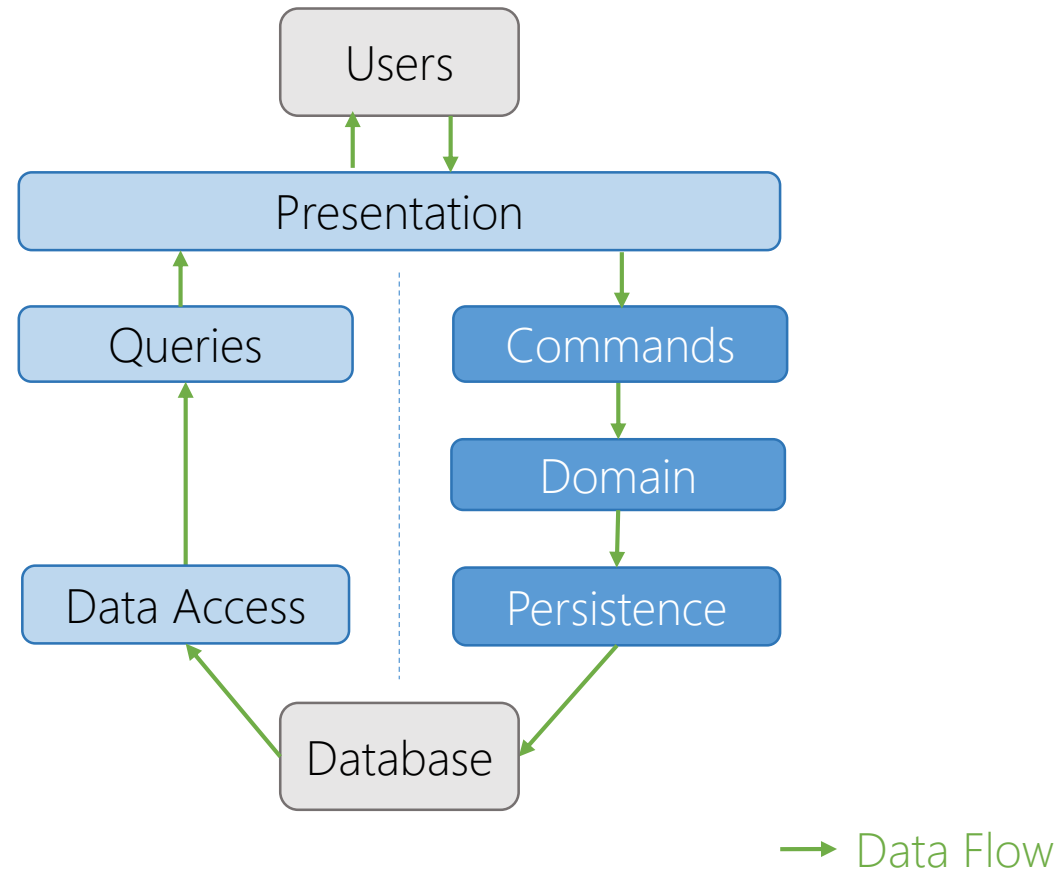 Users
Presentation
Queries
Commands
Domain
Data Access
Persistence
Database
Data Flow